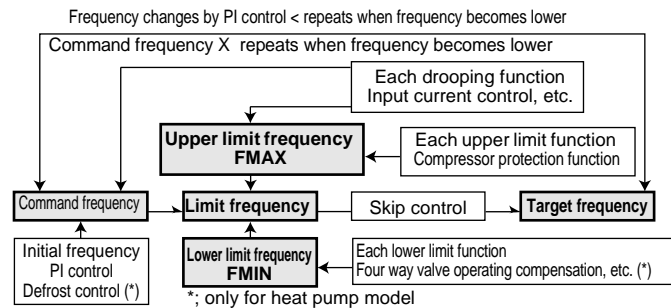 Frequency changes by PI control < repeats when frequency becomes lower
Command frequency X repeats when frequency becomes lower
Each drooping function
Input current control, etc.
Upper limit frequency
FMAX
Each upper limit function
Compressor protection function
Command frequency
Limit frequency
Skip control
Target frequency
Initial frequency
PI control
Defrost control (*)
Lower limit frequency
FMIN
Each lower limit function
Four way valve operating compensation, etc. (*)
*; only for heat pump model